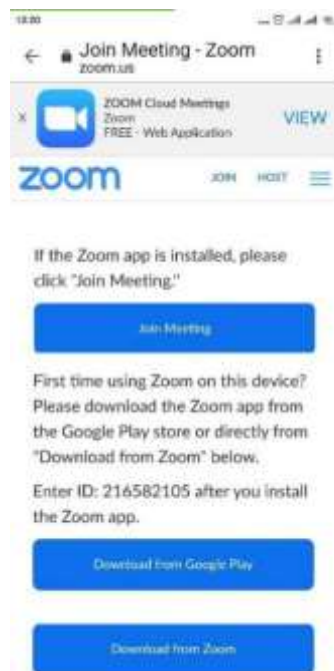 13:20
Join Meeting - Zoom
zoom.us
ZOOM Cloud Meetings
Zoom
FREE - Web Application
VIEW
zoom JOIN HOST
If the Zoom app is installed, please
click "Join Meeting."
Join Meeting
First time using Zoom on this device?
Please download the Zoom app from
the Google Play store or directly from
"Download from Zoom" below.
Enter ID: 216582105 after you install
the Zoom app.
Download from Google Play
Download from Zoom